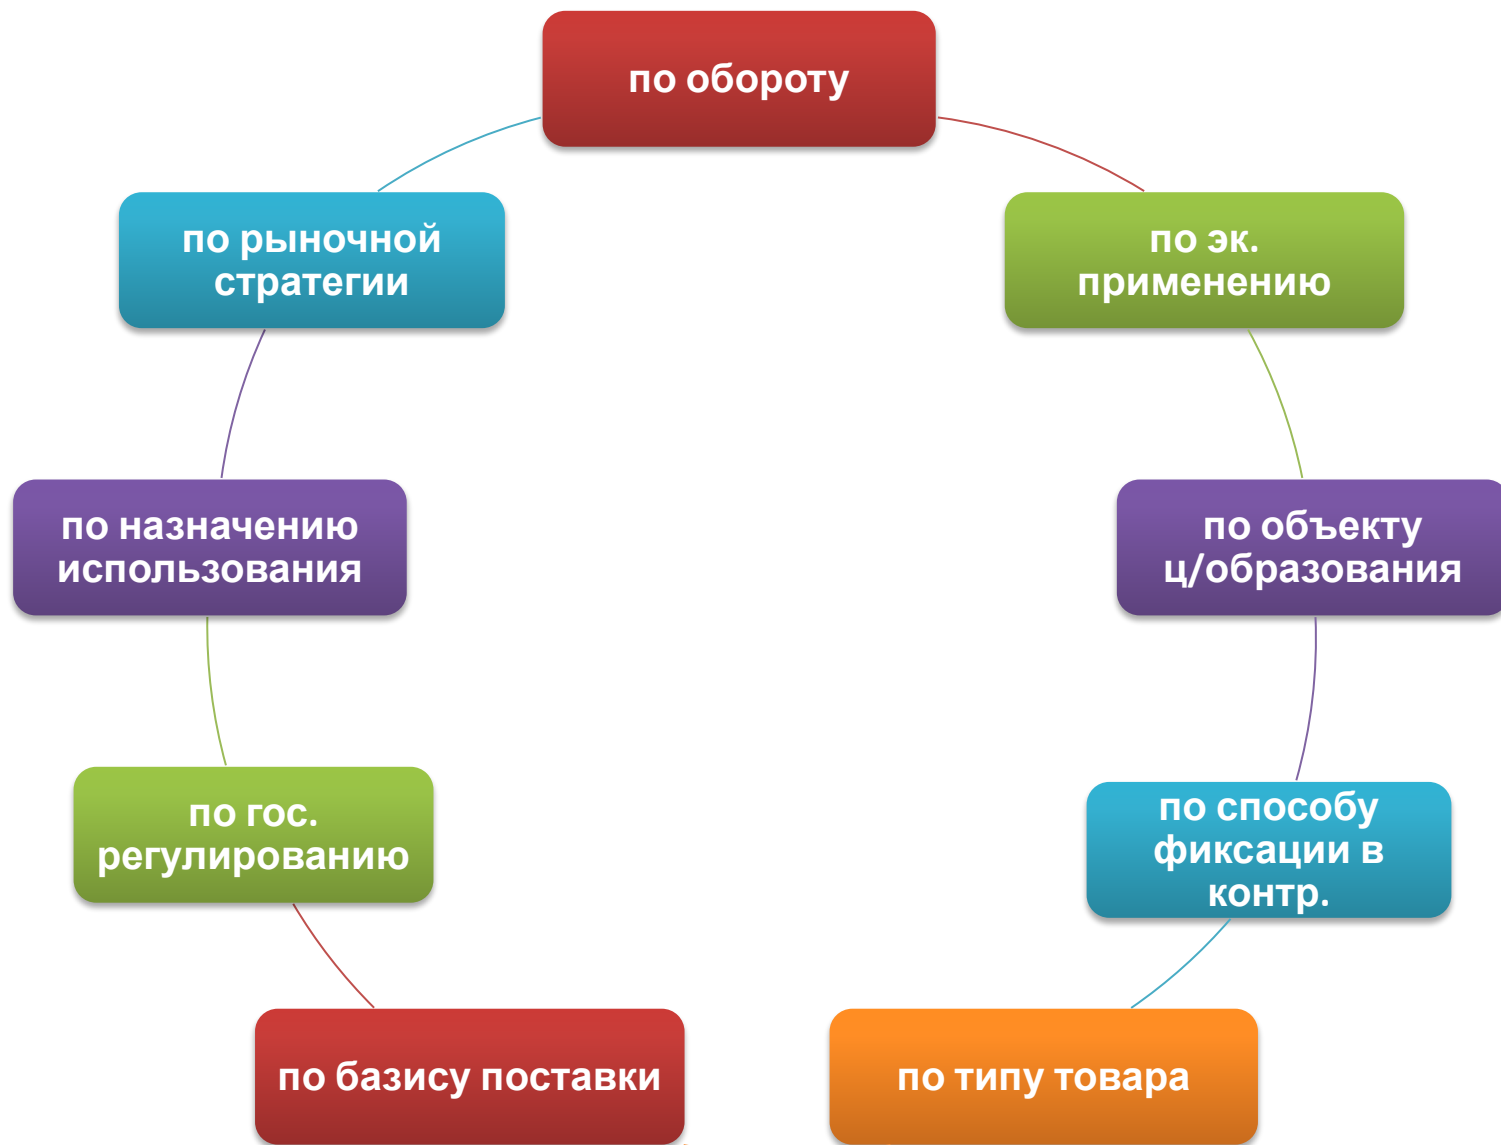 по обороту
по рыночной
стратегии
по эк.
применению
по назначению
использования
по объекту
ц/образования
по гос.
регулированию
по способу
фиксации в
контр.
по базису поставки
по типу товара